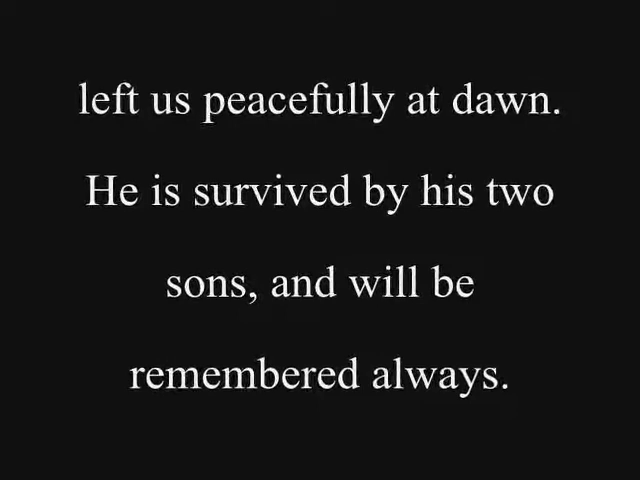 left us peacefully at dawn.
He is survived by his two
sons, and will be
remembered always.